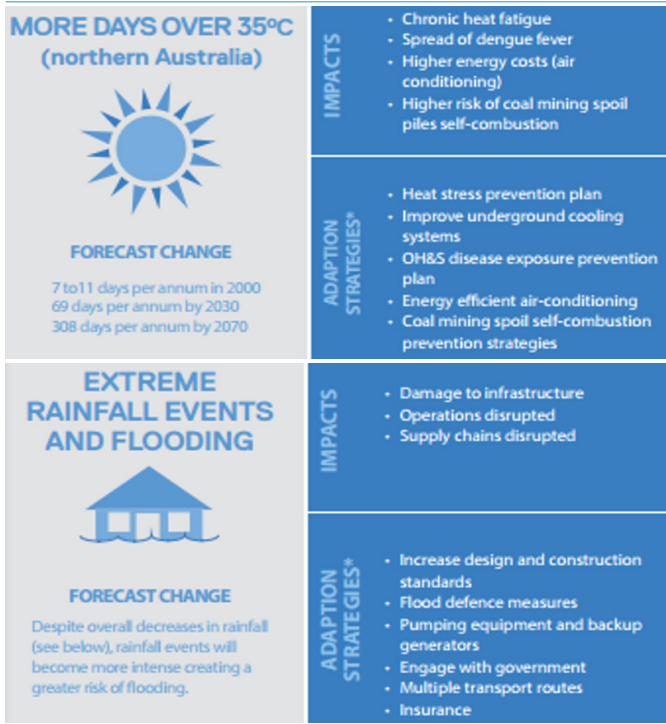 MORE DAYS OVER 35ºC
(northern Australia)
FORECAST CHANGE
7 to11 days per annum in 2000
69 days per annum by 2030
308 days per annum by 2070
IMPACTS
• Chronic heat fatigue
• Spread of dengue fever
• Higher energy costs (air
conditioning)
• Higher risk of coal mining spoil
piles self-combustion
ADAPTION
STRATEGIES*
• Heat stress prevention plan
• Improve underground cooling
systems
• OH&S disease exposure prevention
plan
• Energy efficient air-conditioning
• Coal mining spoil self-combustion
prevention strategies
EXTREME
RAINFALL EVENTS
AND FLOODING
FORECAST CHANGE
Despite overall decreases in rainfall
(see below), rainfall events will
become more intense creating a
greater risk of flooding.
IMPACTS
• Damage to infrastructure
• Operations disrupted
• Supply chains disrupted
ADAPTION
STRATEGIES*
• Increase design and construction
standards
• Flood defence measures
• Pumping equipment and backup
generators
• Engage with government
• Multiple transport routes
• Insurance